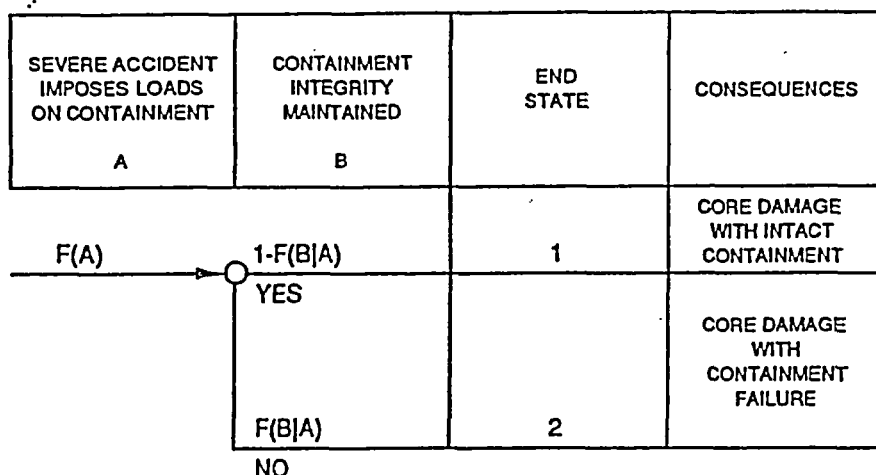 SEVERE ACCIDENT
IMPOSES LOADS
ON CONTAINMENT
A
CONTAINMENT
INTEGRITY
MAINTAINED
B
END
STATE
CONSEQUENCES
F(A)
1-F(B|A)
YES
1
CORE DAMAGE
WITH INTACT
CONTAINMENT
F(B|A)
NO
2
CORE DAMAGE
WITH
CONTAINMENT
FAILURE